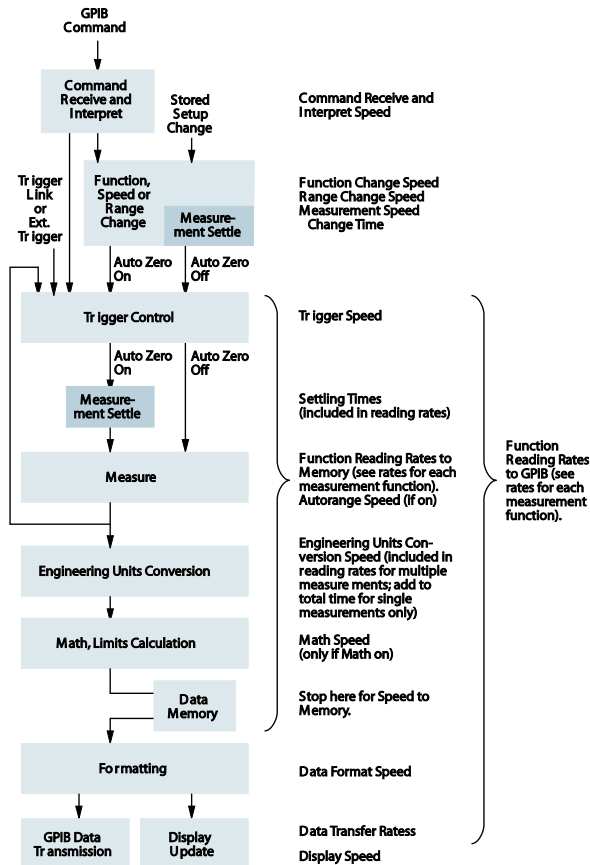 GPIB
Command
Command
Receive and
Interpret
Stored
Setup
Change
Command Receive and
Interpret Speed
Trigger
Link
or
Ext.
Trigger
Function,
Speed or
Range
Change
Measure-
ment Settle
Function Change Speed
Range Change Speed
Measurement Speed
Change Time
Auto Zero
On
Auto Zero
Off
Trigger Control
Trigger Speed
Auto Zero
On
Auto Zero
Off
Measure-
ment Settle
Settling Times
(included in reading rates)
Measure
Function Reading Rates to
Memory (see rates for each
measurement function).
Autorange Speed (if on)
Function
Reading Rates
to GPIB (see
rates for each
measurement
function).
Engineering Units Conversion
Engineering Units Con-
version Speed (included in
reading rates for multiple
measure ments; add to
total time for single
measurements only)
Math, Limits Calculation
Math Speed
(only if Math on)
Data
Memory
Stop here for Speed to
Memory.
Formatting
Data Format Speed
GPIB Data
Transmission
Display
Update
Data Transfer Ratess
Display Speed